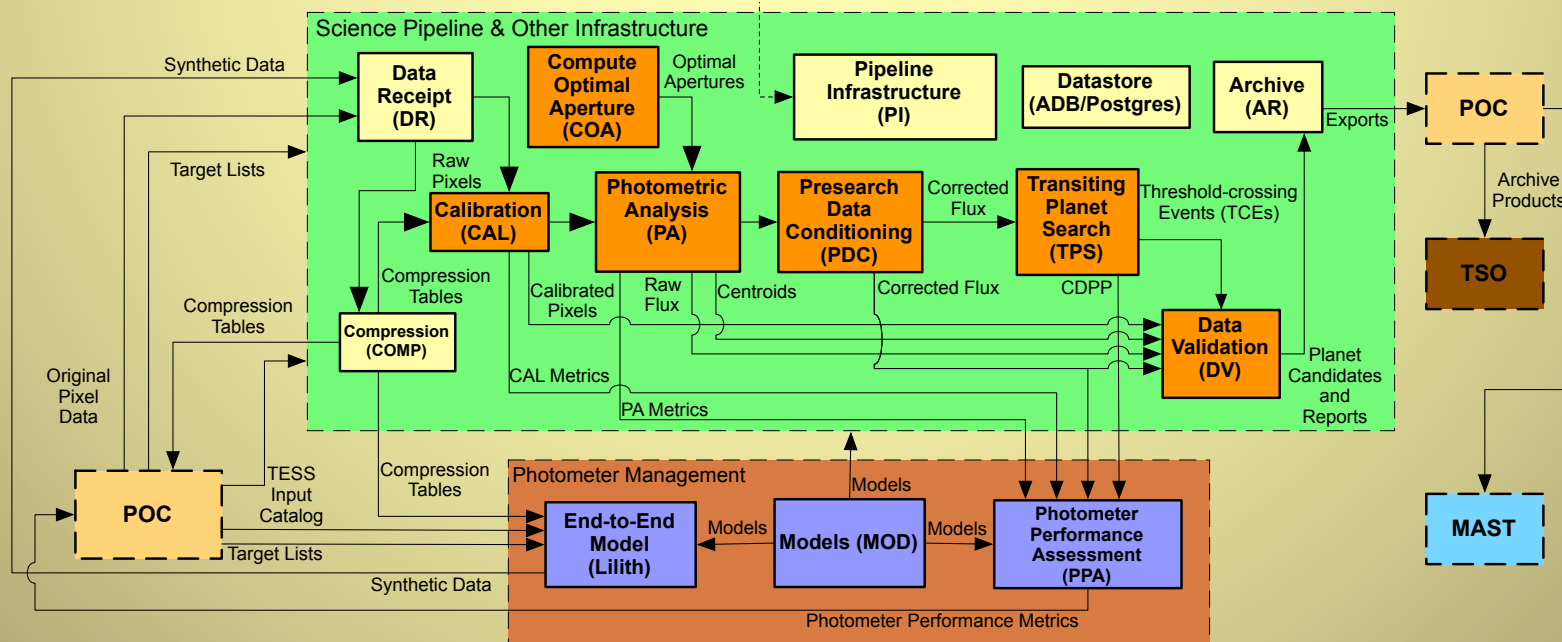 Science Pipeline & Other Infrastructure
Synthetic Data
Data
Receipt
(DR)
Compute
Optimal
Aperture
(COA)
Optimal
Apertures
Pipeline
Infrastructure
(PI)
Datastore
(ADB/Postgres)
Archive
(AR)
Exports
POC
Target Lists
Raw
Pixels
Calibration
(CAL)
Photometric
Analysis
(PA)
Presearch
Data
Conditioning
(PDC)
Corrected
Flux
Transiting
Planet
Search
(TPS)
Threshold-crossing
Events (TCEs)
Archive
Products
TSO
Compression
Tables
Compression
Tables
Calibrated
Pixels
Raw
Flux
Centroids
Corrected Flux
CDPP
Compression
(COMP)
Data
Validation
(DV)
Original
Pixel
Data
CAL Metrics
PA Metrics
Planet
Candidates
and
Reports
Compression
Tables
Photometer Management
Models
POC
TESS
Input
Catalog
Target Lists
End-to-End
Model
(Lilith)
Models
Models (MOD)
Models
Photometer
Performance
Assessment
(PPA)
MAST
Synthetic Data
Photometer Performance Metrics